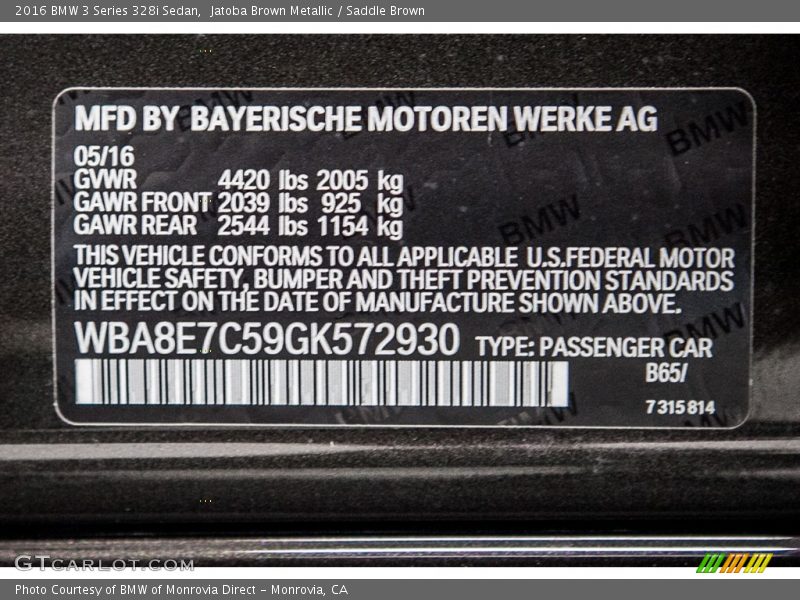 2016 BMW 3 Series 328i Sedan,  Jatoba Brown Metallic / Saddle Brown
MFD BY BAYERISCHE MOTOREN WERKE AG
05/16
GVWR 4420 lbs 2005 kg
GAWR FRONT 2039 lbs 925 kg
GAWR REAR 2544 lbs 1154 kg
THIS VEHICLE CONFORMS TO ALL APPLICABLE U.S.FEDERAL MOTOR
VEHICLE SAFETY, BUMPER AND THEFT PREVENTION STANDARDS
IN EFFECT ON THE DATE OF MANUFACTURE SHOWN ABOVE.
WBA8E7C59GK572930 TYPE: PASSENGER CAR
B65/
7315814
GTCARLOT.COM
Photo Courtesy of BMW of Monrovia Direct - Monrovia, CA